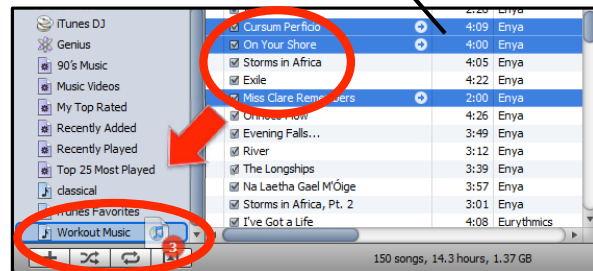 iTunes DJ
Genius
90's Music
Music Videos
My Top Rated
Recently Added
Recently Played
Top 25 Most Played
classical
iTunes Favorites
Workout Music
3
2:20 Enya
Cursum Perficio 4:09 Enya
On Your Shore 4:00 Enya
Storms in Africa 4:05 Enya
Exile 4:22 Enya
Miss Clare Remembers 2:00 Enya
Orinoco Flow 4:26 Enya
Evening Falls... 3:49 Enya
River 3:12 Enya
The Longships 3:39 Enya
Na Laetha Gael M'Óige 3:57 Enya
Storms in Africa, Pt. 2 3:01 Enya
I've Got a Life 4:08 Eurythmics
150 songs, 14.3 hours, 1.37 GB